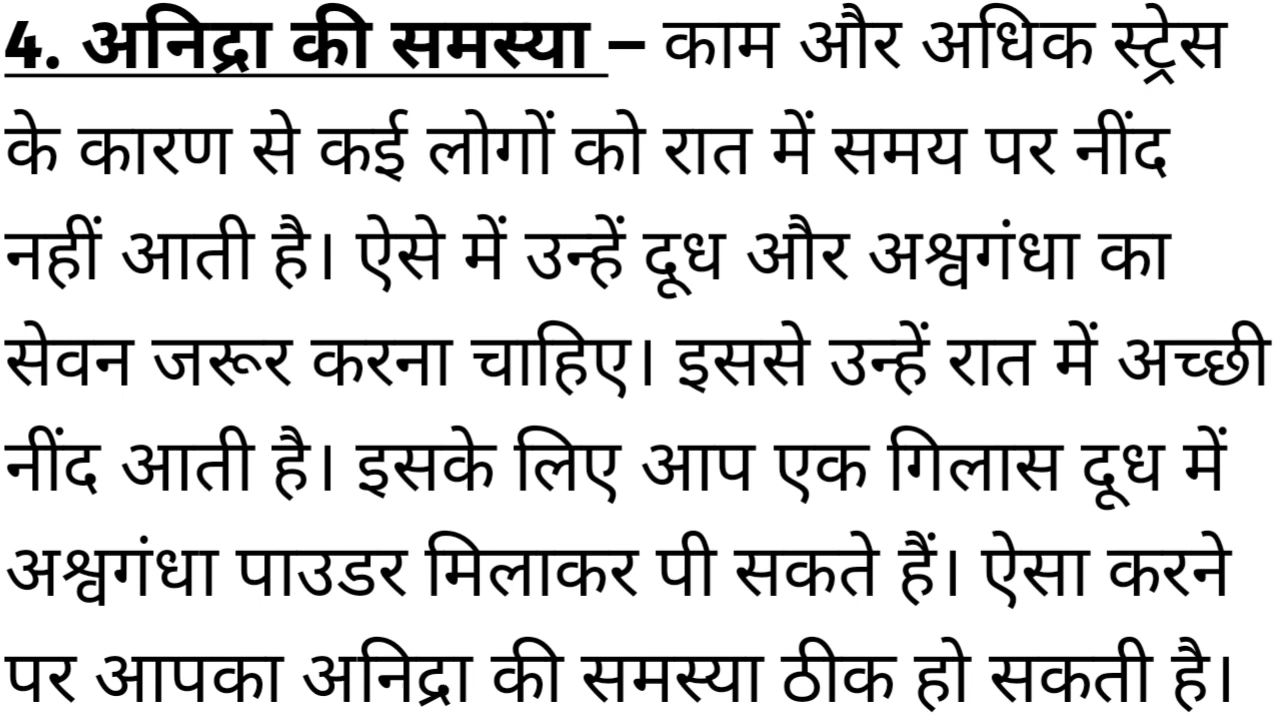 4. अनिद्रा की समस्या – काम और अधिक स्ट्रेस
के कारण से कई लोगों को रात में समय पर नींद
नहीं आती है। ऐसे में उन्हें दूध और अश्वगंधा का
सेवन जरूर करना चाहिए। इससे उन्हें रात में अच्छी
नींद आती है। इसके लिए आप एक गिलास दूध में
अश्वगंधा पाउडर मिलाकर पी सकते हैं। ऐसा करने
पर आपका अनिद्रा की समस्या ठीक हो सकती है।